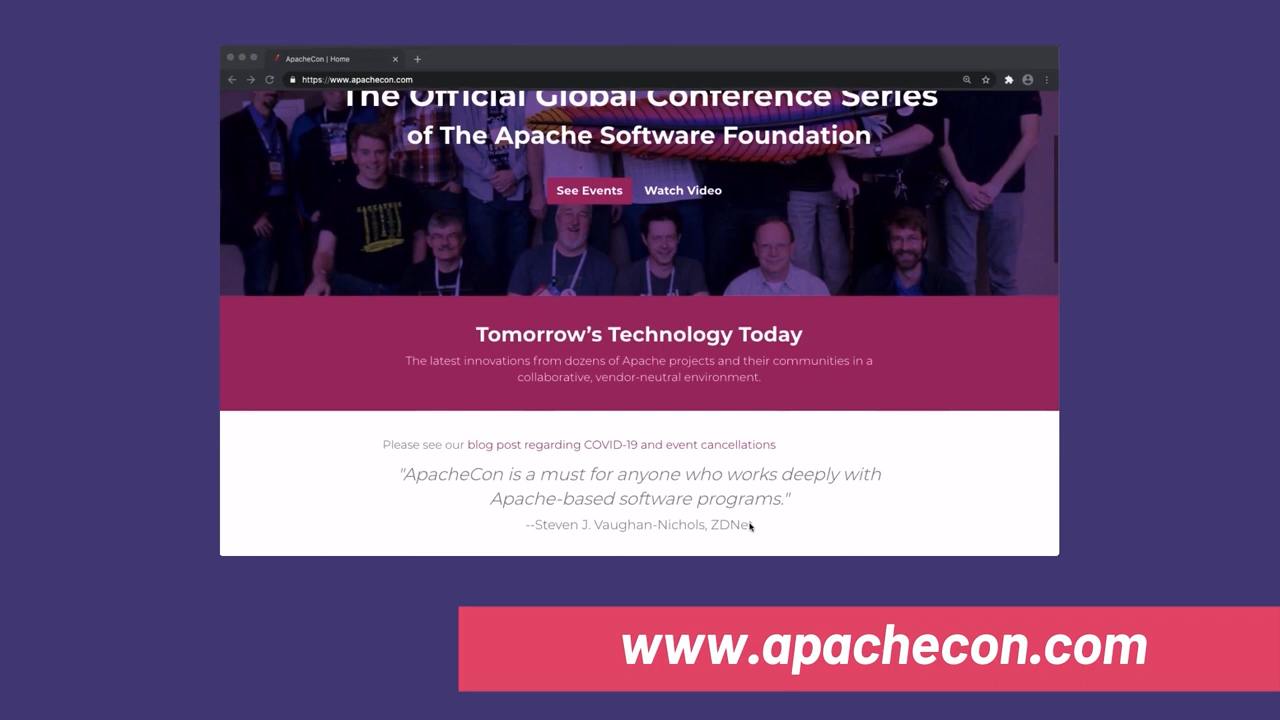 ApacheCon | Home
https://www.apachecon.com
The Official Global Conference Series
of The Apache Software Foundation
See Events
Watch Video
Tomorrow's Technology Today
The latest innovations from dozens of Apache projects and their communities in a
collaborative, vendor-neutral environment.
Please see our blog post regarding COVID-19 and event cancellations
"ApacheCon is a must for anyone who works deeply with
Apache-based software programs."
--Steven J. Vaughan-Nichols, ZDNet
www.apachecon.com